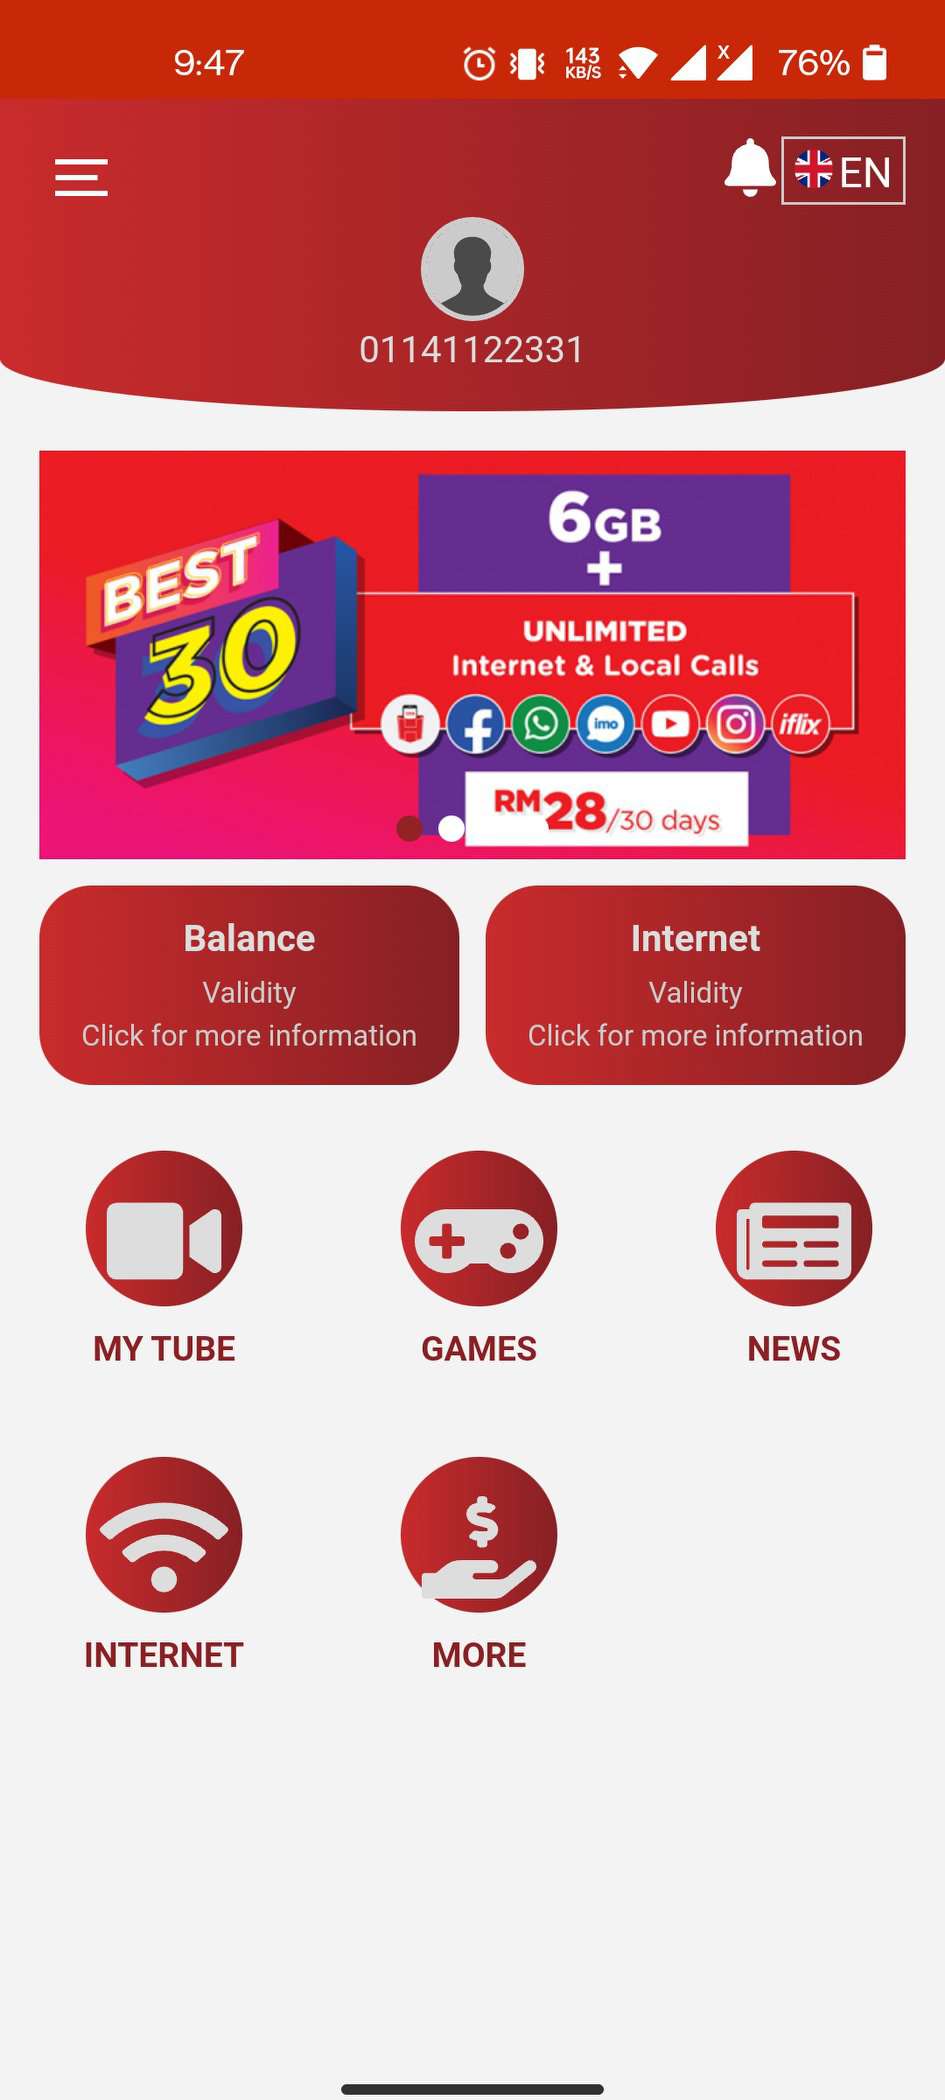 9:47
143
KB/S
X
76%
EN
01141122331
BEST
30
6GB
+
UNLIMITED
Internet & Local Calls
imo
iflix
RM28/30 days
Balance
Validity
Click for more information
Internet
Validity
Click for more information
MY TUBE
GAMES
NEWS
INTERNET
$
MORE